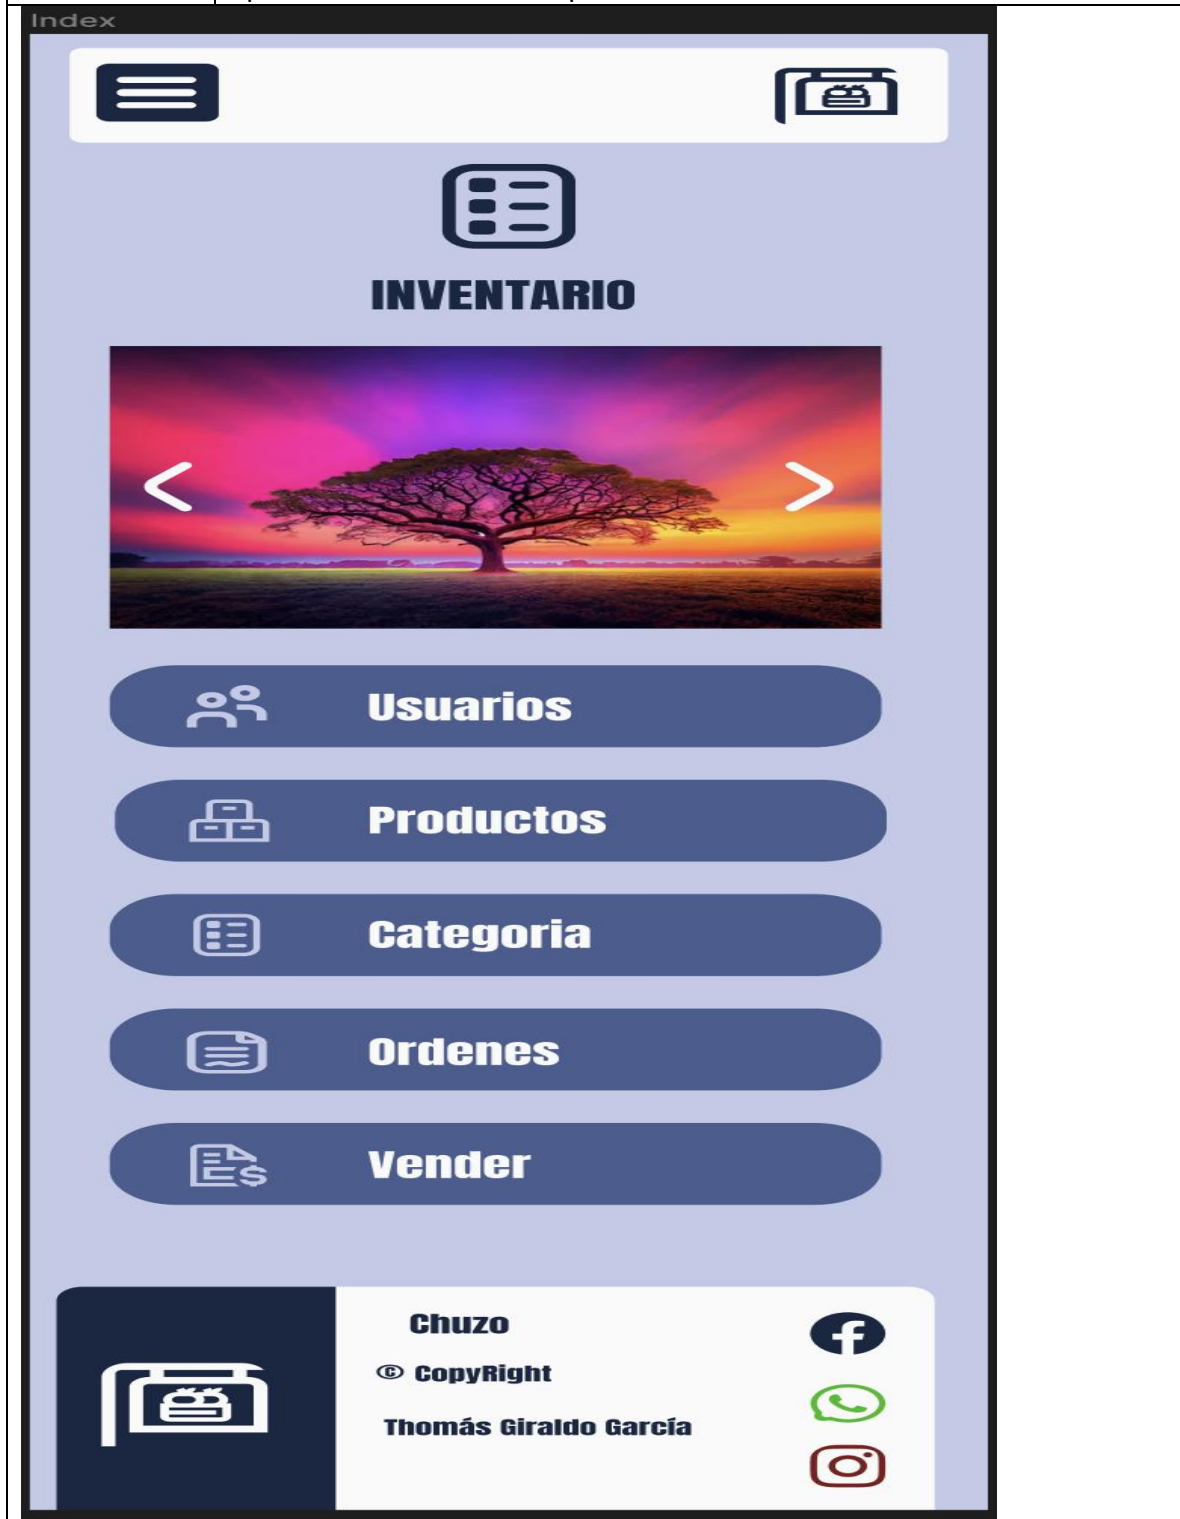 Index
INVENTARIO
Usuarios
Productos
Categoria
Ordenes
Vender
Chuzo
© CopyRight
Thomás Giraldo García